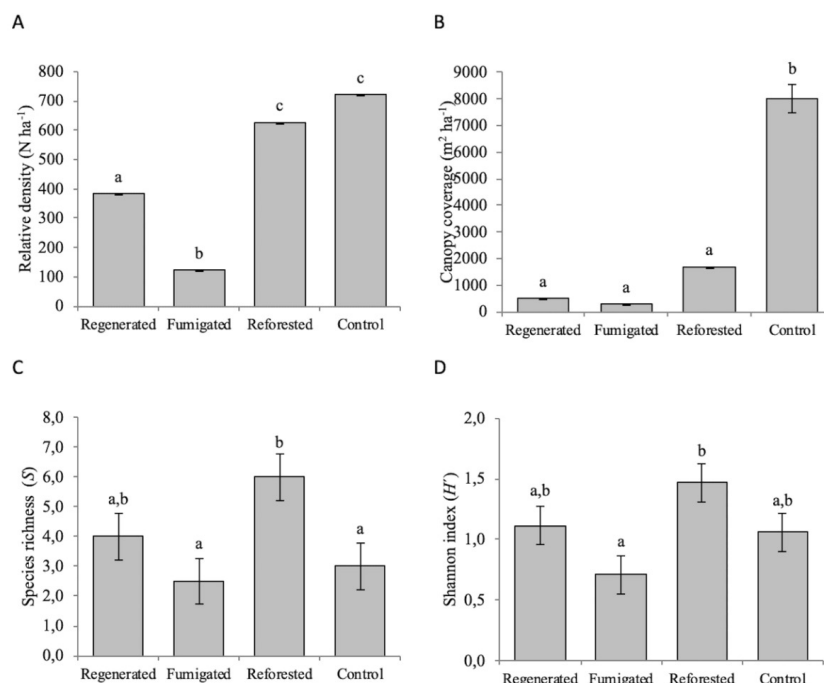 A
Relative density (N ha-1)
800
700
600
500
400
300
200
100
0
a
b
c
c
Regenerated Fumigated Reforested Control
B
Canopy coverage (m2 ha-1)
9000
8000
7000
6000
5000
4000
3000
2000
1000
0
a
a
a
b
Regenerated Fumigated Reforested Control
C
Species richness (S)
8,0
7,0
6,0
5,0
4,0
3,0
2,0
1,0
0,0
a,b
a
b
a
Regenerated Fumigated Reforested Control
D
Shannon index (H')
2,0
1,5
1,0
0,5
0,0
a,b
a
b
a,b
Regenerated Fumigated Reforested Control